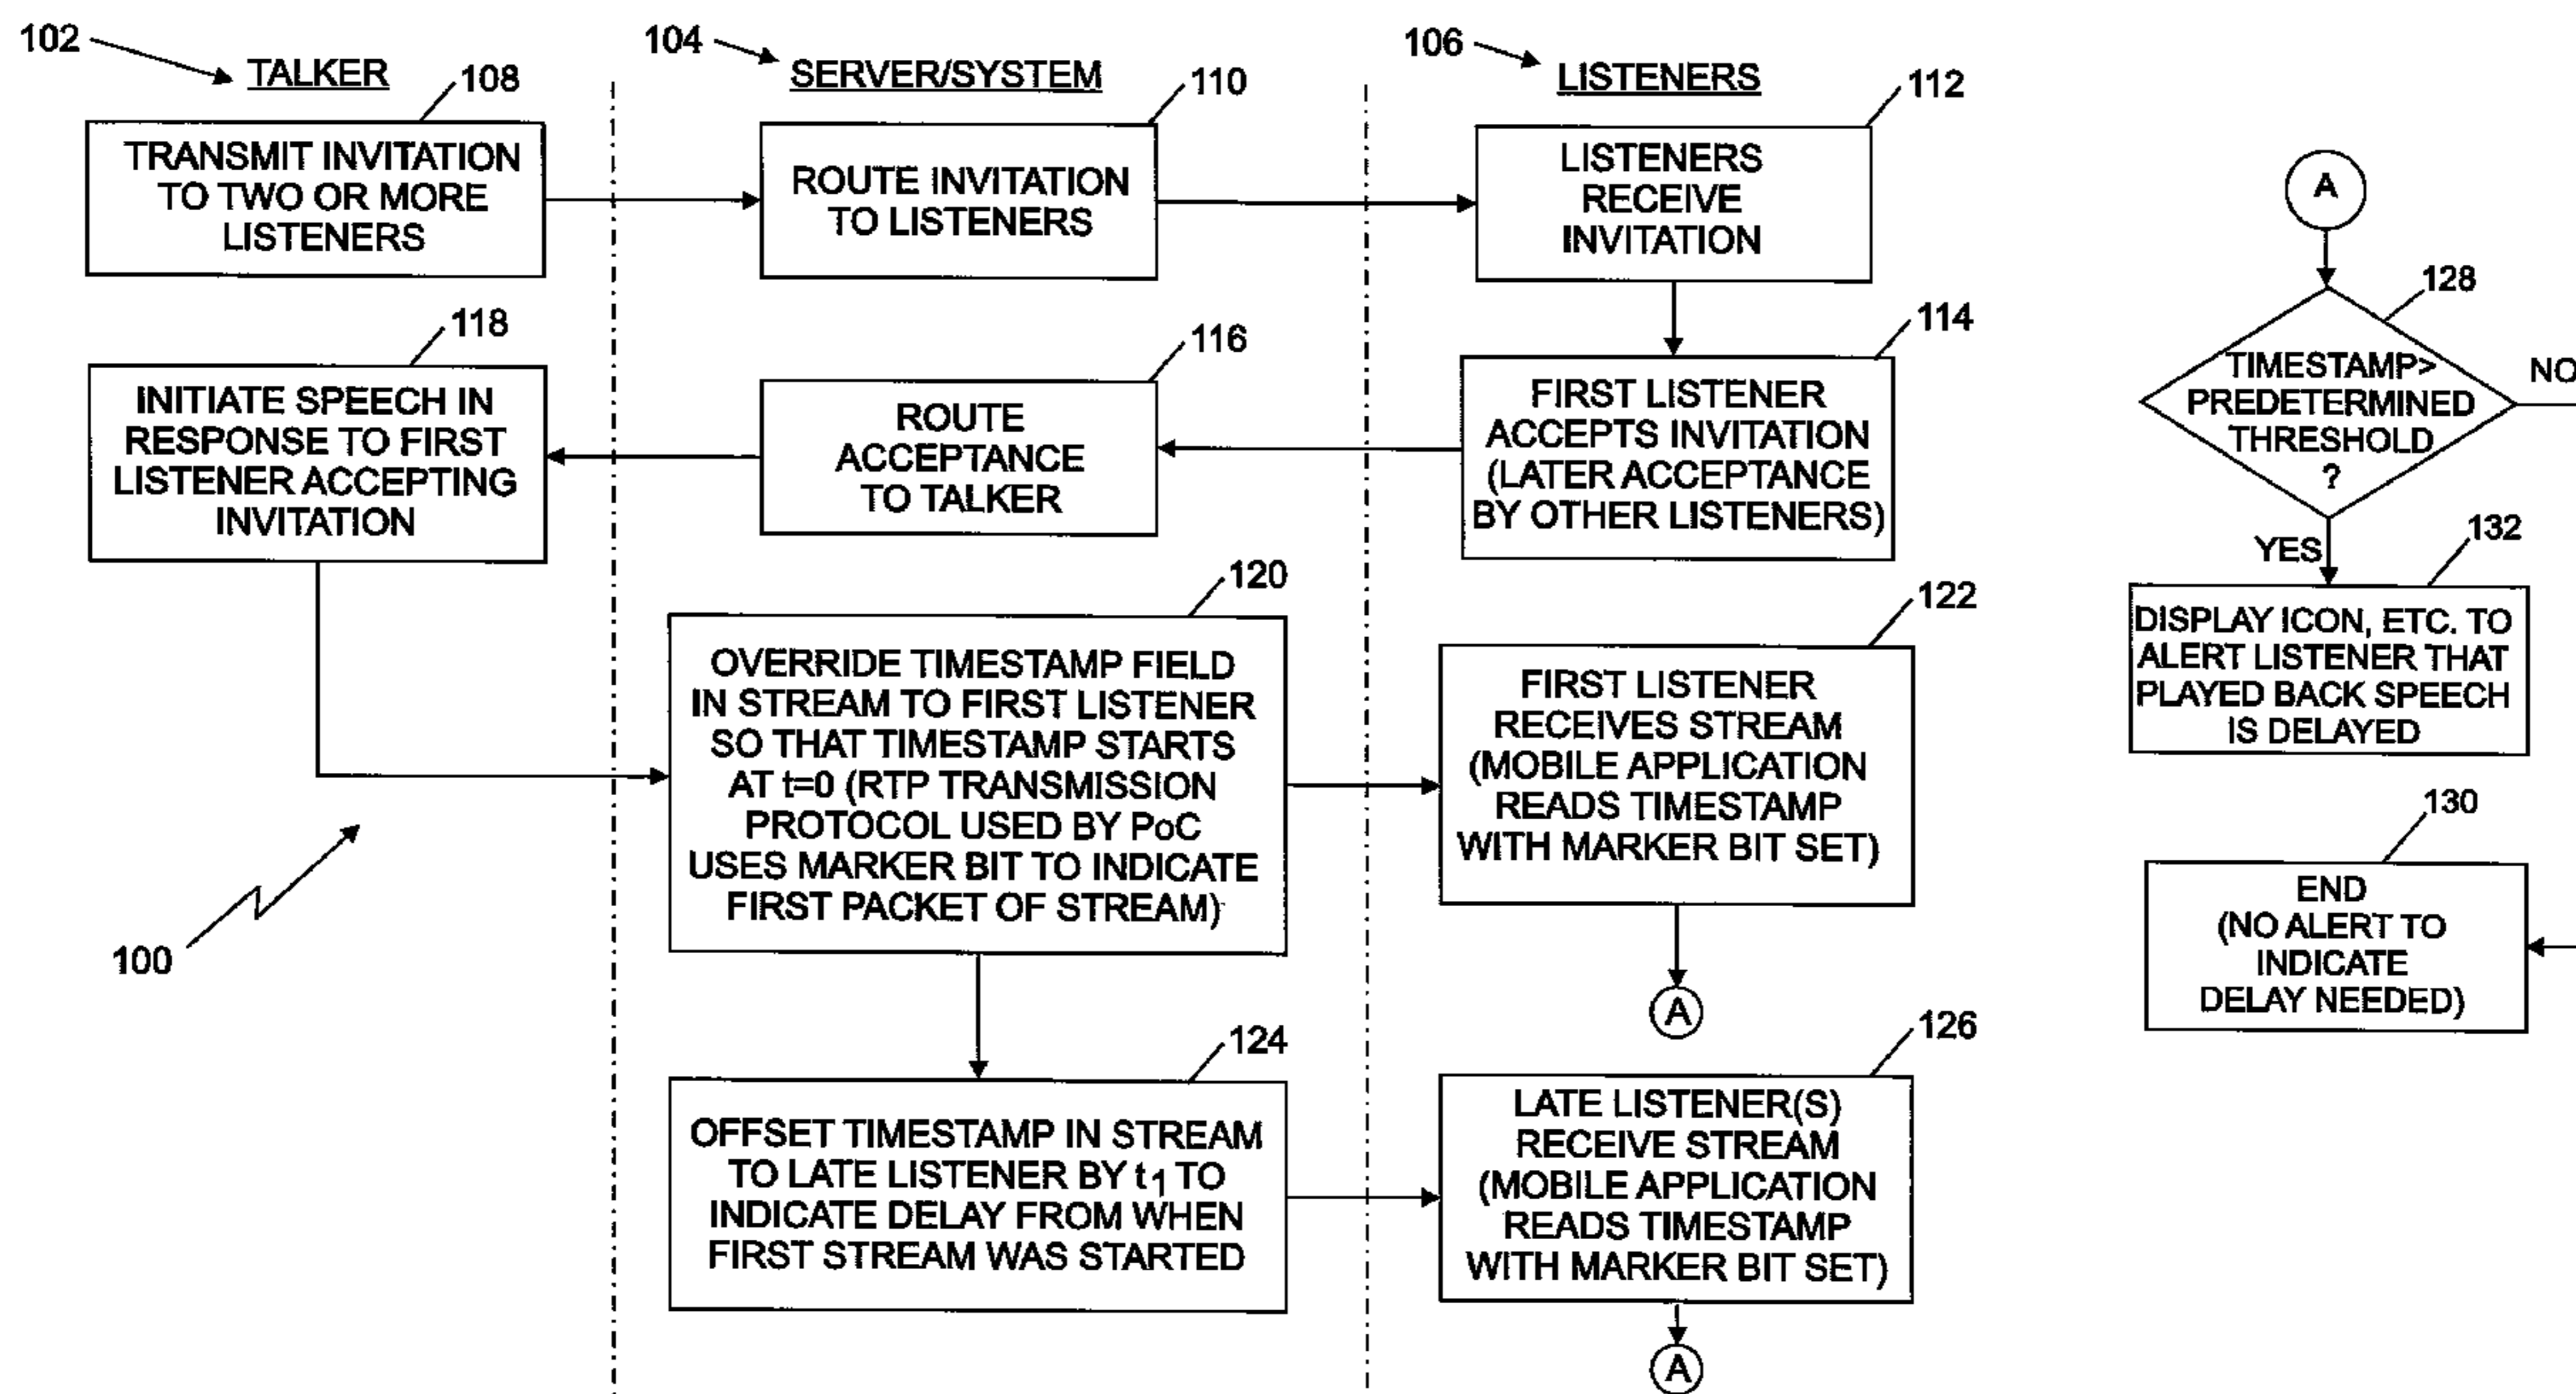 102
TALKER
104
SERVER/SYSTEM
106
LISTENERS
108
TRANSMIT INVITATION
TO TWO OR MORE
LISTENERS
110
ROUTE INVITATION
TO LISTENERS
112
LISTENERS
RECEIVE
INVITATION
118
INITIATE SPEECH IN
RESPONSE TO FIRST
LISTENER ACCEPTING
INVITATION
116
ROUTE
ACCEPTANCE
TO TALKER
114
FIRST LISTENER
ACCEPTS INVITATION
(LATER ACCEPTANCE
BY OTHER LISTENERS)
120
OVERRIDE TIMESTAMP FIELD
IN STREAM TO FIRST LISTENER
SO THAT TIMESTAMP STARTS
AT t=0 (RTP TRANSMISSION
PROTOCOL USED BY PoC
USES MARKER BIT TO INDICATE
FIRST PACKET OF STREAM)
122
FIRST LISTENER
RECEIVES STREAM
(MOBILE APPLICATION
READS TIMESTAMP
WITH MARKER BIT SET)
A
100
124
OFFSET TIMESTAMP IN STREAM
TO LATE LISTENER BY t1 TO
INDICATE DELAY FROM WHEN
FIRST STREAM WAS STARTED
126
LATE LISTENER(S)
RECEIVE STREAM
(MOBILE APPLICATION
READS TIMESTAMP
WITH MARKER BIT SET)
A
A
128
TIMESTAMP>
PREDETERMINED
THRESHOLD
?
NO
YES
132
DISPLAY ICON, ETC. TO
ALERT LISTENER THAT
PLAYED BACK SPEECH
IS DELAYED
130
END
(NO ALERT TO
INDICATE
DELAY NEEDED)